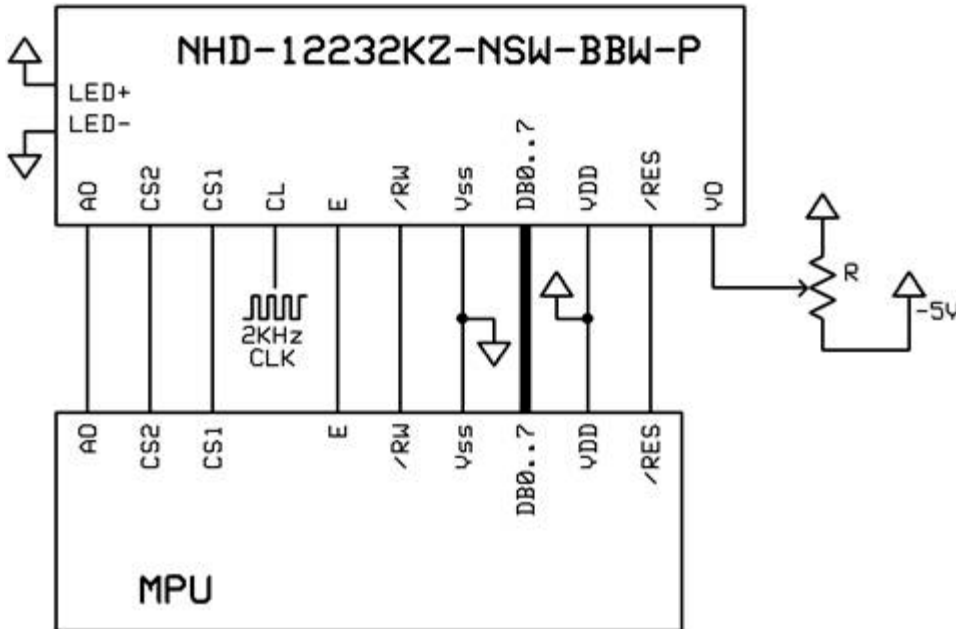 NHD-12232KZ-NSW-BBW-P
LED+
LED-
A0 CS2 CS1 CL E /RW Vss DB0..7 VDD /RES VO
R
-5V
2KHz
CLK
A0 CS2 CS1 E /RW Vss DB0..7 VDD /RES
MPU